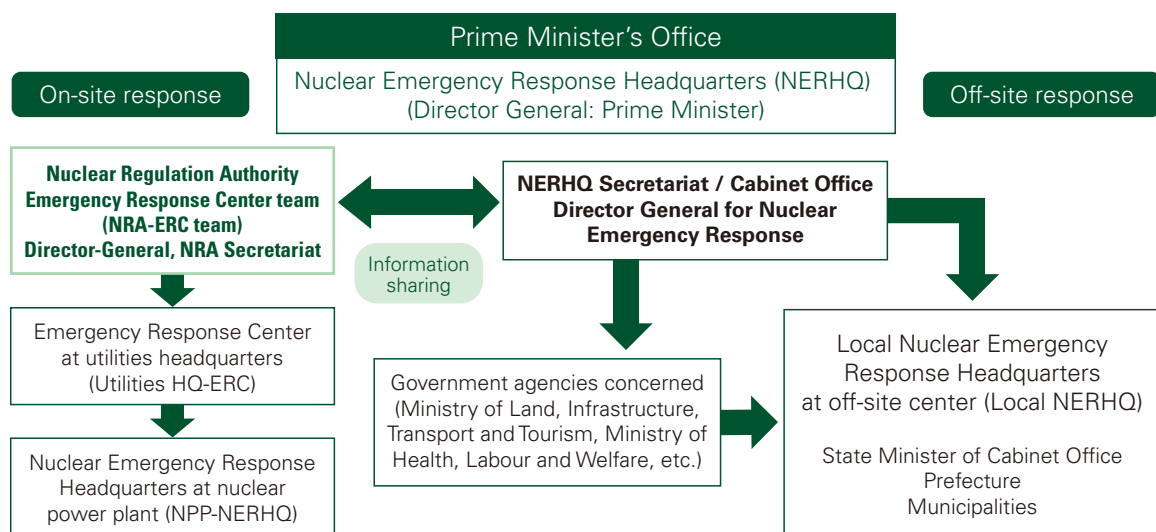 Prime Minister’s Office
Nuclear Emergency Response Headquarters (NERHQ)
(Director General: Prime Minister)
On-site response
Off-site response
Nuclear Regulation Authority
Emergency Response Center team
(NRA-ERC team)
Director-General, NRA Secretariat
Information
sharing
NERHQ Secretariat / Cabinet Office
Director General for Nuclear
Emergency Response
Emergency Response Center
at utilities headquarters
(Utilities HQ-ERC)
Nuclear Emergency Response
Headquarters at nuclear
power plant (NPP-NERHQ)
Government agencies concerned
(Ministry of Land, Infrastructure,
Transport and Tourism, Ministry of
Health, Labour and Welfare, etc.)
Local Nuclear Emergency
Response Headquarters
at off-site center (Local NERHQ)
State Minister of Cabinet Office
Prefecture
Municipalities